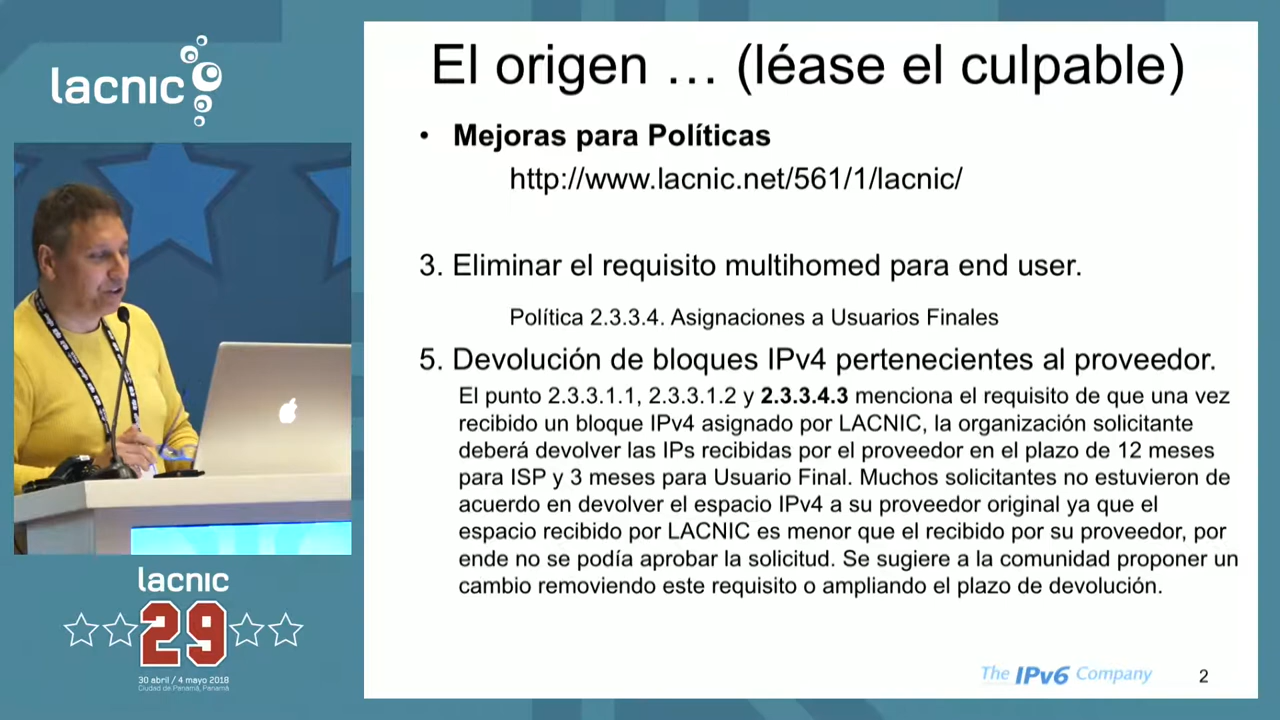 lacnic
El origen … (léase el culpable)
• Mejoras para Políticas
http://www.lacnic.net/561/1/lacnic/
3. Eliminar el requisito multihomed para end user.
Política 2.3.3.4. Asignaciones a Usuarios Finales
5. Devolución de bloques IPv4 pertenecientes al proveedor.
El punto 2.3.3.1.1, 2.3.3.1.2 y 2.3.3.4.3 menciona el requisito de que una vez
recibido un bloque IPv4 asignado por LACNIC, la organización solicitante
deberá devolver las IPs recibidas por el proveedor en el plazo de 12 meses
para ISP y 3 meses para Usuario Final. Muchos solicitantes no estuvieron de
acuerdo en devolver el espacio IPv4 a su proveedor original ya que el
espacio recibido por LACNIC es menor que el recibido por su proveedor, por
ende no se podía aprobar la solicitud. Se sugiere a la comunidad proponer un
cambio removiendo este requisito o ampliando el plazo de devolución.
The IPv6 Company
2
lacnic
29
30 abril / 4 mayo 2018
Ciudad de Panamá, Panamá